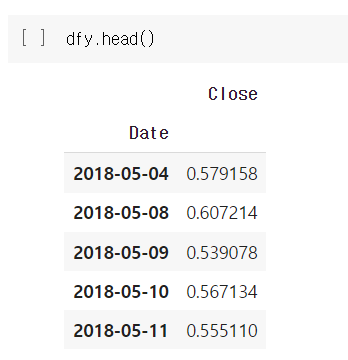 [ ] dfy.head()
Close
Date
2018-05-04 0.579158
2018-05-08 0.607214
2018-05-09 0.539078
2018-05-10 0.567134
2018-05-11 0.555110